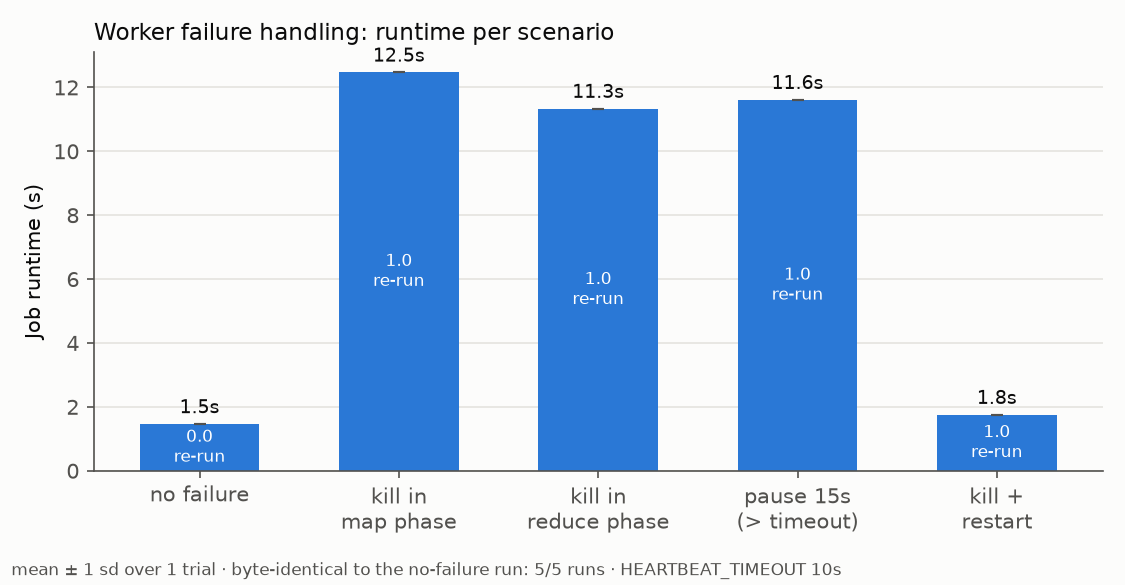 Worker failure handling: runtime per scenario
Job runtime (s)
12
10
8
6
4
2
0
1.5s
12.5s
11.3s
11.6s
1.8s
0.0
re-run
1.0
re-run
1.0
re-run
1.0
re-run
1.0
re-run
no failure
kill in
map phase
kill in
reduce phase
pause 15s
(> timeout)
kill +
restart
mean ± 1 sd over 1 trial · byte-identical to the no-failure run: 5/5 runs · HEARTBEAT_TIMEOUT 10s